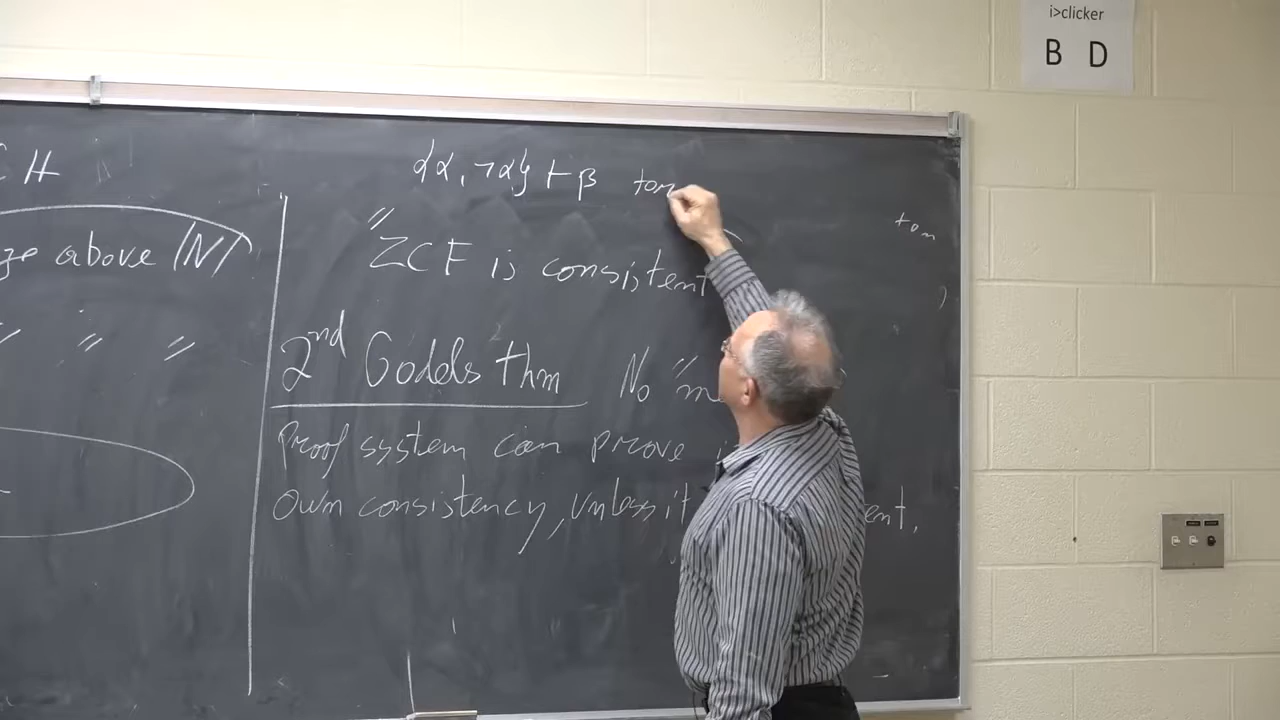 i>clicker
B D
CH
{α, ¬α} ⊢ β tom
tom
above |N|
"ZCF is consistent
" "
2nd Godels thm No "m
Proof system can prove i
own consistency, unless it ent.